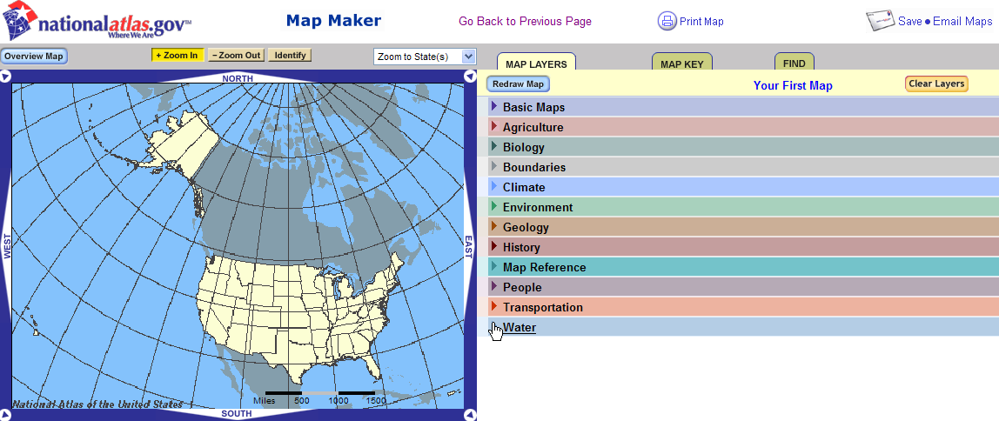 nationalatlas.gov™
Where We Are
Map Maker
Go Back to Previous Page
Print Map
Save • Email Maps
Overview Map
+ Zoom In
− Zoom Out
Identify
Zoom to State(s)
MAP LAYERS
MAP KEY
FIND
Redraw Map
Your First Map
Clear Layers
NORTH
WEST
EAST
SOUTH
Miles 500 1000 1500
National Atlas of the United States
Basic Maps
Agriculture
Biology
Boundaries
Climate
Environment
Geology
History
Map Reference
People
Transportation
Water